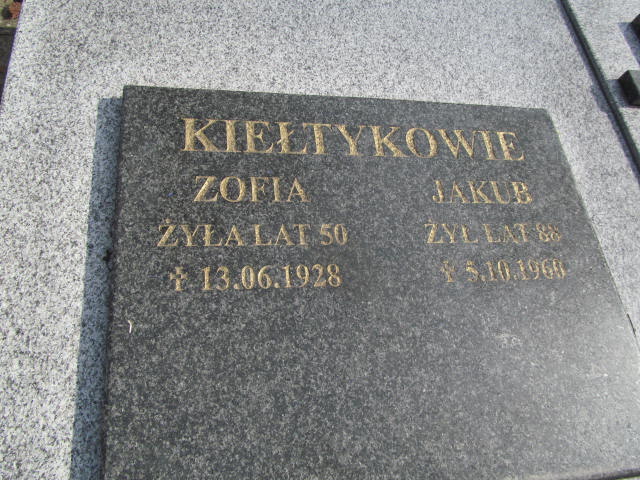 KIEŁTYKOWIE
ZOFIA JAKUB
ŻYŁA LAT 50 ŻYŁ LAT 88
✝ 13.06.1928 ✝ 5.10.1968